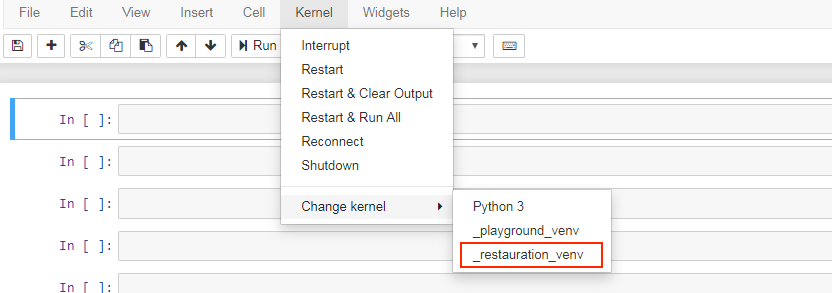 File Edit View Insert Cell Kernel Widgets Help
Run
Interrupt
Restart
Restart & Clear Output
Restart & Run All
Reconnect
Shutdown
Change kernel
Python 3
_playground_venv
_restauration_venv
In [ ]:
In [ ]:
In [ ]:
In [ ]:
In [ ]: